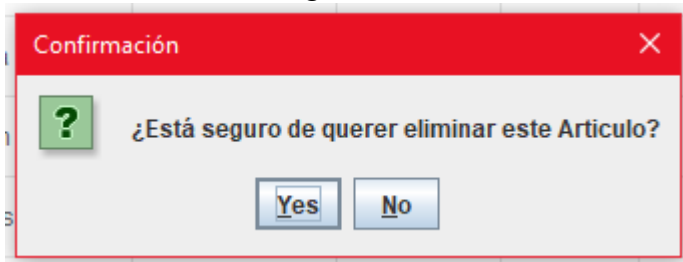 Confirmación
?
¿Está seguro de querer eliminar este Articulo?
Yes
No